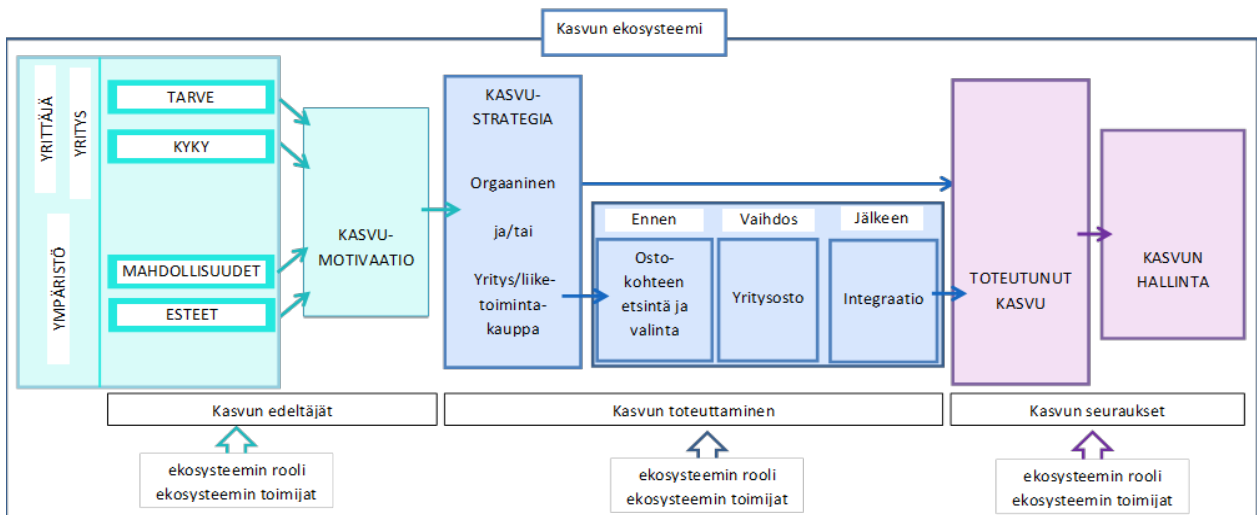 Kasvun ekosysteemi
YRITTÄJÄ
YRITYS
YMPÄRISTÖ
TARVE
KYKY
MAHDOLLISUUDET
ESTEET
KASVU-
MOTIVAATIO
KASVU-
STRATEGIA
Orgaaninen
ja/tai
Yritys/liike-
toiminta-
kauppa
Ennen
Vaihdos
Jälkeen
Osto-
kohteen
etsintä ja
valinta
Yritysosto
Integraatio
TOTEUTUNUT
KASVU
KASVUN
HALLINTA
Kasvun edeltäjät
Kasvun toteuttaminen
Kasvun seuraukset
ekosysteemin rooli
ekosysteemin toimijat
ekosysteemin rooli
ekosysteemin toimijat
ekosysteemin rooli
ekosysteemin toimijat